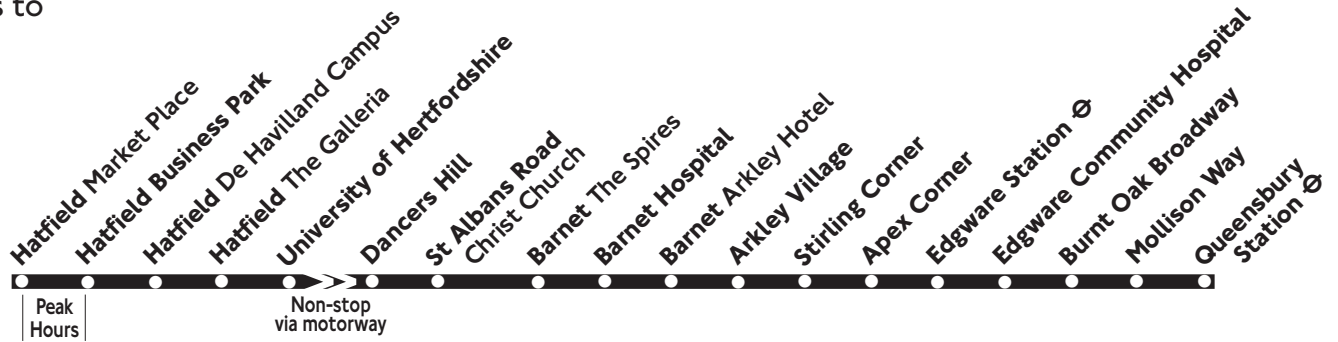 s to
Hatfield Market Place
Hatfield Business Park
Hatfield De Havilland Campus
Hatfield The Galleria
University of Hertfordshire
Dancers Hill
St Albans Road
Christ Church
Barnet The Spires
Barnet Hospital
Barnet Arkley Hotel
Arkley Village
Stirling Corner
Apex Corner
Edgware Station
Edgware Community Hospital
Burnt Oak Broadway
Mollison Way
Queensbury
Station
Peak
Hours
Non-stop
via motorway